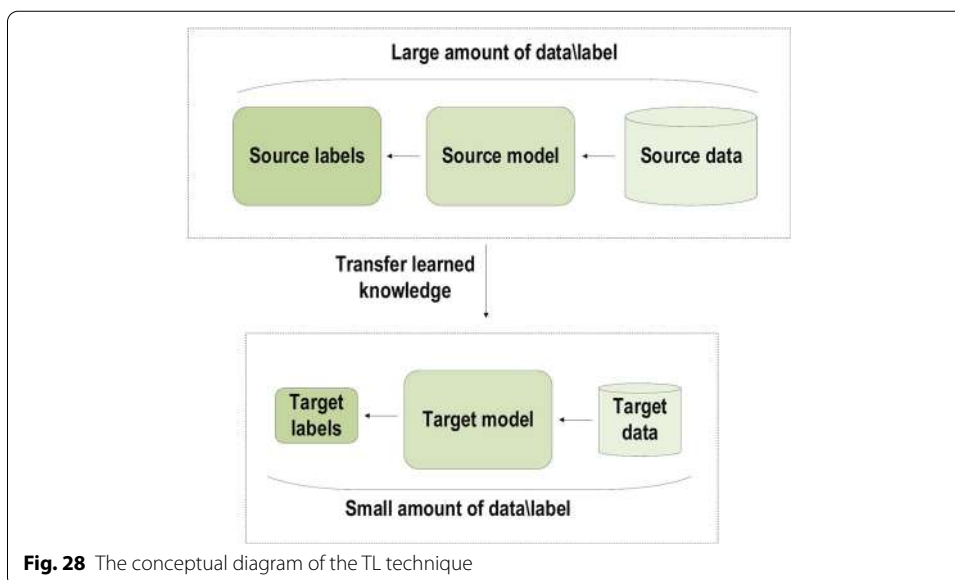 Large amount of data\label
Source labels
Source model
Source data
Transfer learned
knowledge
Target
labels
Target model
Target
data
Small amount of data\label
Fig. 28 The conceptual diagram of the TL technique